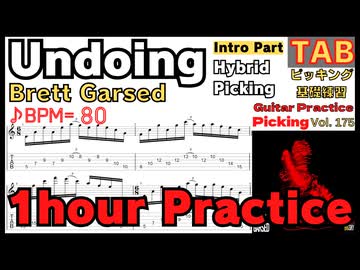 Undoing
Intro Part
TAB
Brett Garsed
Hybrid
Picking
ピッキング
基礎練習
♪BPM= 80
Guitar Practice
Picking Vol. 175
1hour Practice